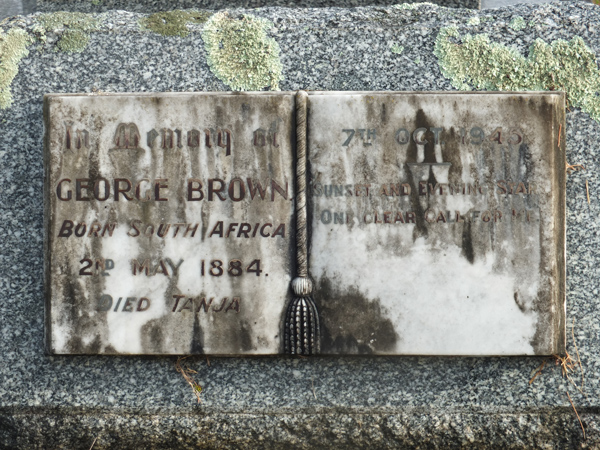 In Memory of
GEORGE BROWN.
BORN SOUTH AFRICA
2ND MAY 1884.
DIED TANJA
7TH OCT 1945.
SUNSET AND EVENING STAR
ONE CLEAR CALL FOR ME.